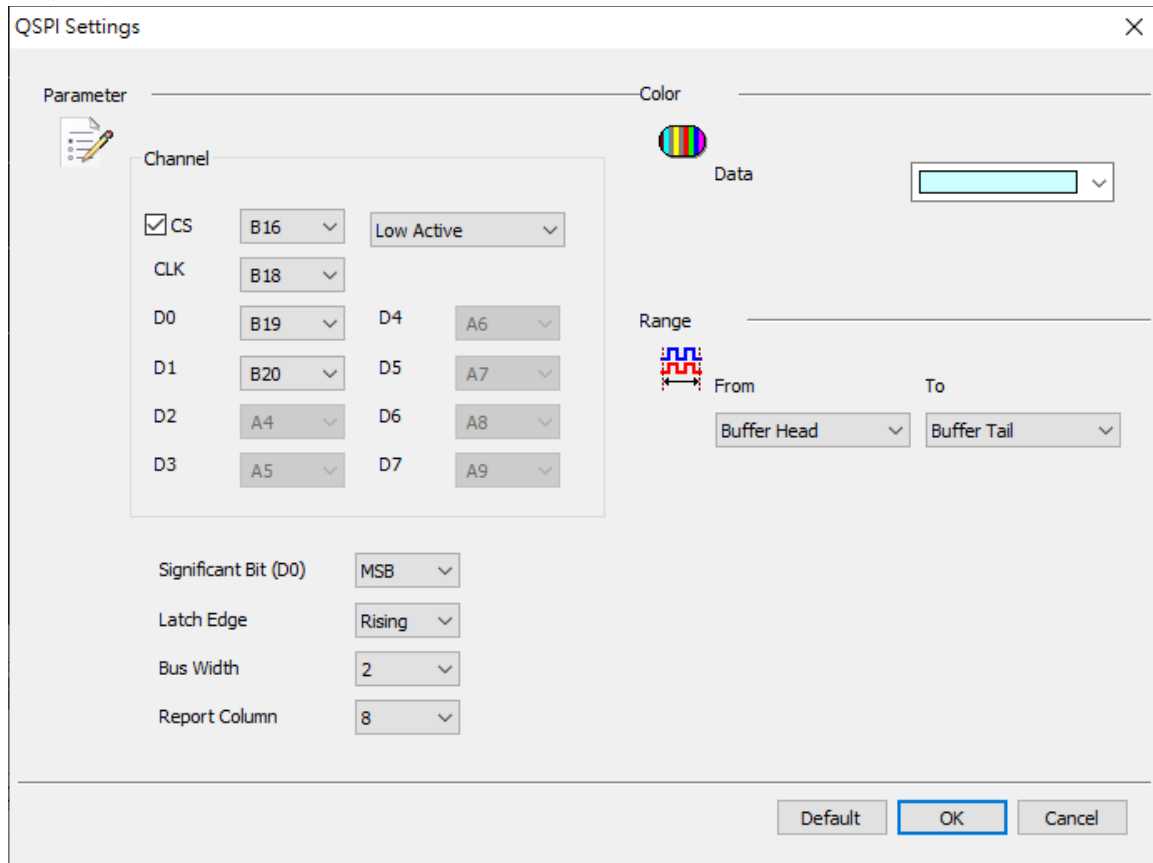 QSPI Settings
Parameter
Channel
CS B16 Low Active
CLK B18
D0 B19 D4 A6
D1 B20 D5 A7
D2 A4 D6 A8
D3 A5 D7 A9
Significant Bit (D0) MSB
Latch Edge Rising
Bus Width 2
Report Column 8
Color
Data
Range
From To
Buffer Head Buffer Tail
Default OK Cancel